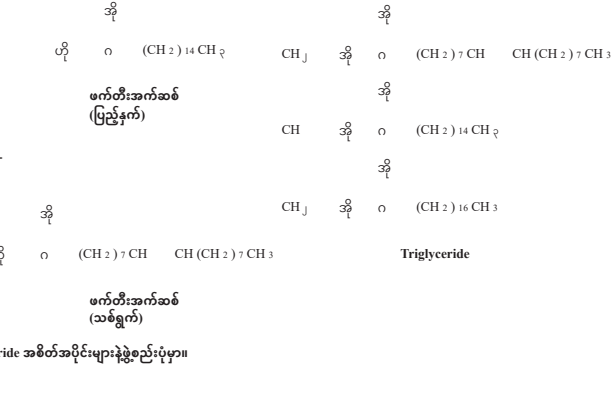 အို
ဟို ဂ (CH 2 ) 14 CH ၃
ဖက်တီးအက်ဆစ်
(ပြည့်နှက်)
အို
ဂ (CH 2 ) 7 CH CH (CH 2 ) 7 CH 3
ဖက်တီးအက်ဆစ်
(သစ်ရွက်)
အို
CH ၂ အို ဂ (CH 2 ) 7 CH CH (CH 2 ) 7 CH 3
အို
CH အို ဂ (CH 2 ) 14 CH ၃
အို
CH ၂ အို ဂ (CH 2 ) 16 CH 3
Triglyceride
ride အစိတ်အပိုင်းများနဲ့ဖွဲ့စည်းပုံမှာ။